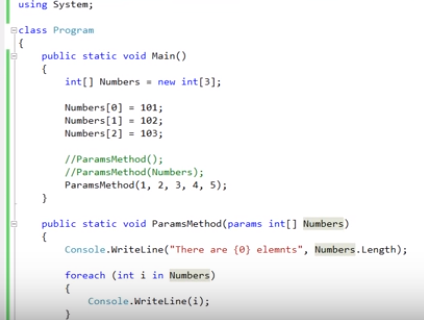 using System;
class Program
{
public static void Main()
{
int[] Numbers = new int[3];
Numbers[0] = 101;
Numbers[1] = 102;
Numbers[2] = 103;
//ParamsMethod();
//ParamsMethod(Numbers);
ParamsMethod(1, 2, 3, 4, 5);
}
public static void ParamsMethod(params int[] Numbers)
{
Console.WriteLine("There are {0} elemnts", Numbers.Length);
foreach (int i in Numbers)
{
Console.WriteLine(i);
}